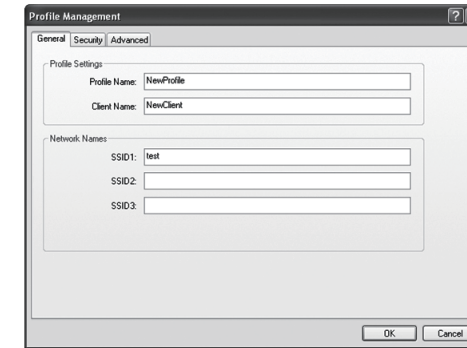 Profile Management ?
General Security Advanced
Profile Settings
Profile Name: NewProfile
Client Name: NewClient
Network Names
SSID1: test
SSID2:
SSID3:
OK Cancel